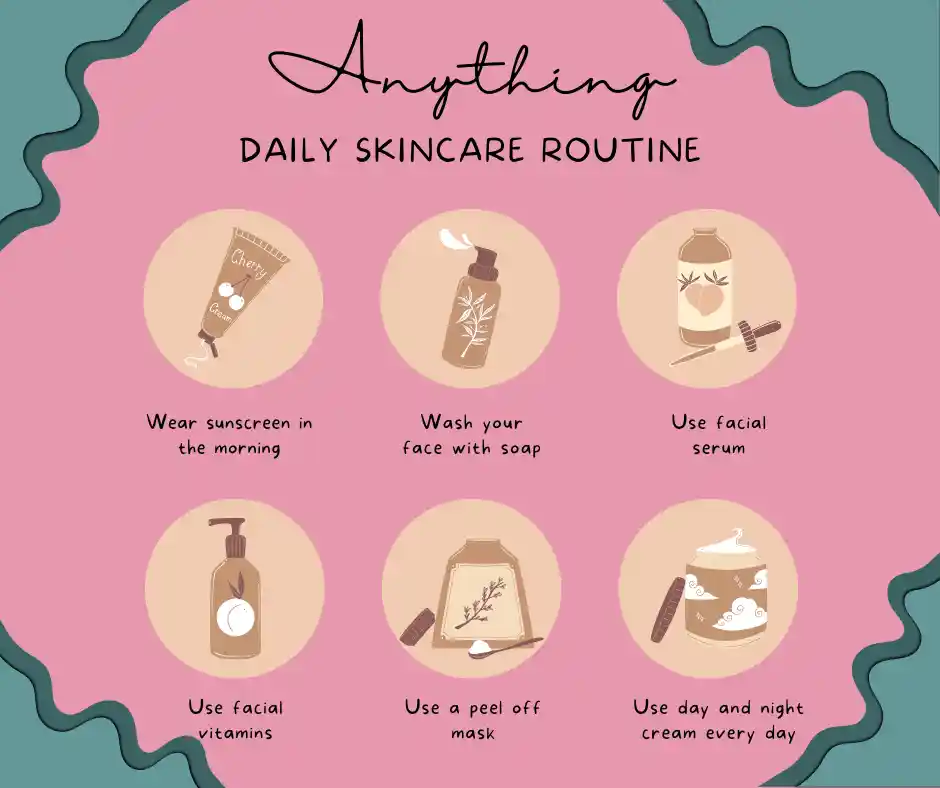 Anything
DAILY SKINCARE ROUTINE
Cherry
Cream
Wear sunscreen in
the morning
Wash your
face with soap
Use facial
serum
Use facial
vitamins
Use a peel off
mask
Use day and night
cream every day